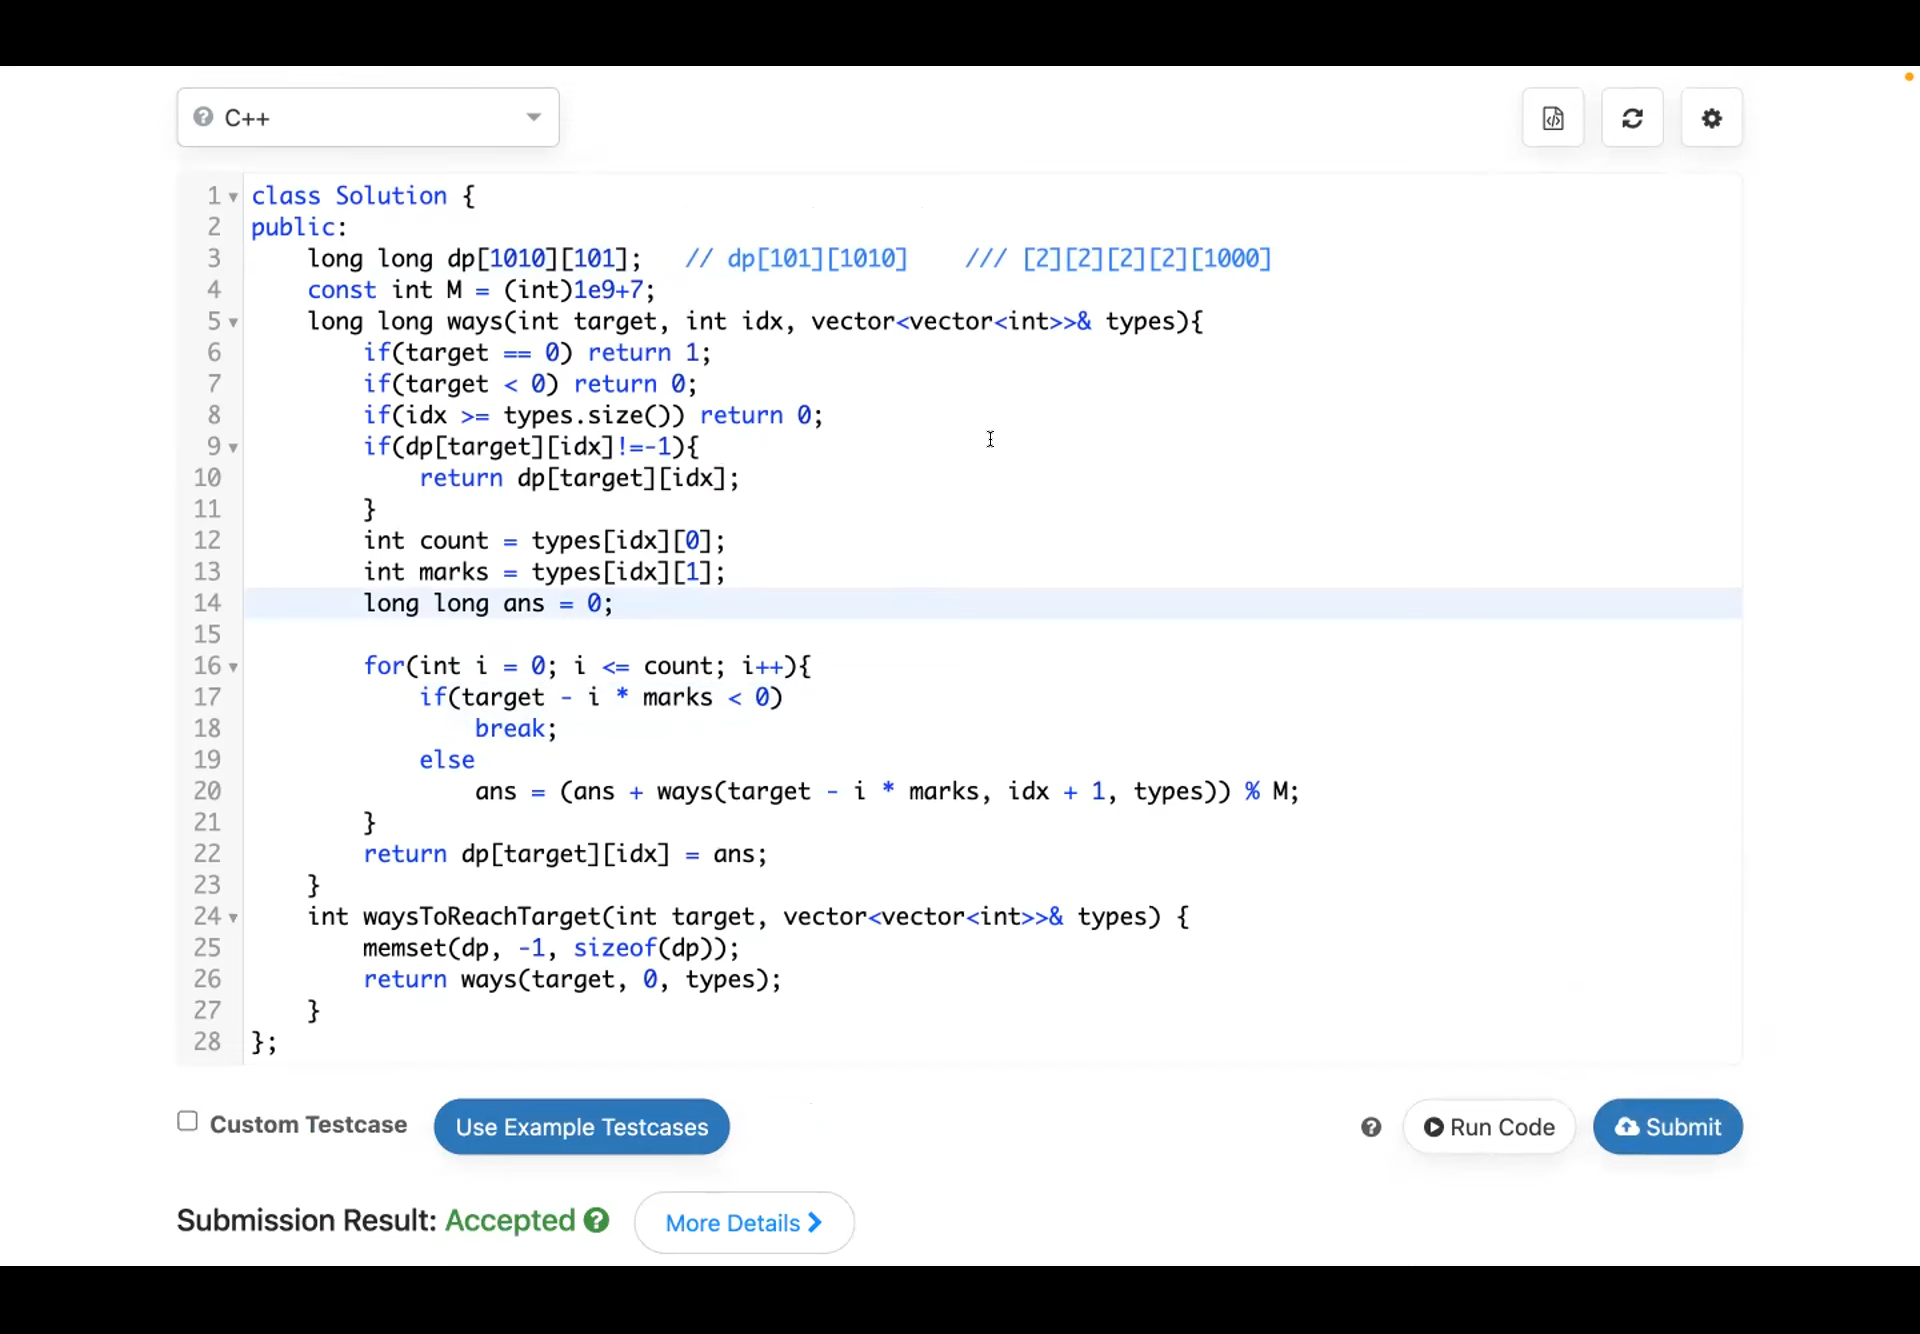 C++
1 class Solution {
2 public:
3     long long dp[1010][101];   // dp[101][1010]    /// [2][2][2][2][1000]
4     const int M = (int)1e9+7;
5     long long ways(int target, int idx, vector<vector<int>>& types){
6         if(target == 0) return 1;
7         if(target < 0) return 0;
8         if(idx >= types.size()) return 0;
9         if(dp[target][idx]!=-1){
10             return dp[target][idx];
11         }
12         int count = types[idx][0];
13         int marks = types[idx][1];
14         long long ans = 0;
15
16         for(int i = 0; i <= count; i++){
17             if(target - i * marks < 0)
18                 break;
19             else
20                 ans = (ans + ways(target - i * marks, idx + 1, types)) % M;
21         }
22         return dp[target][idx] = ans;
23     }
24     int waysToReachTarget(int target, vector<vector<int>>& types) {
25         memset(dp, -1, sizeof(dp));
26         return ways(target, 0, types);
27     }
28 };
Custom Testcase Use Example Testcases Run Code Submit
Submission Result: Accepted More Details